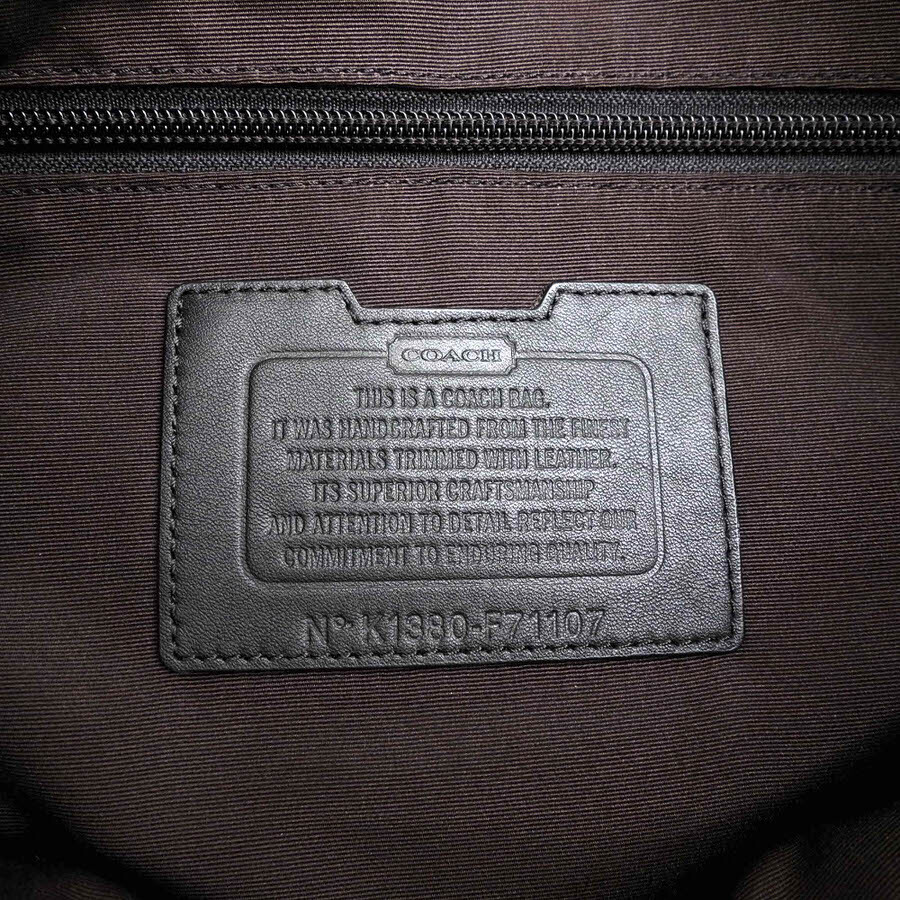 COACH
THIS IS A COACH BAG.
IT WAS HANDCRAFTED FROM THE FINEST
MATERIALS TRIMMED WITH LEATHER.
ITS SUPERIOR CRAFTSMANSHIP
AND ATTENTION TO DETAIL REFLECT OUR
COMMITMENT TO ENDURING QUALITY.
Nº K1380-F71107